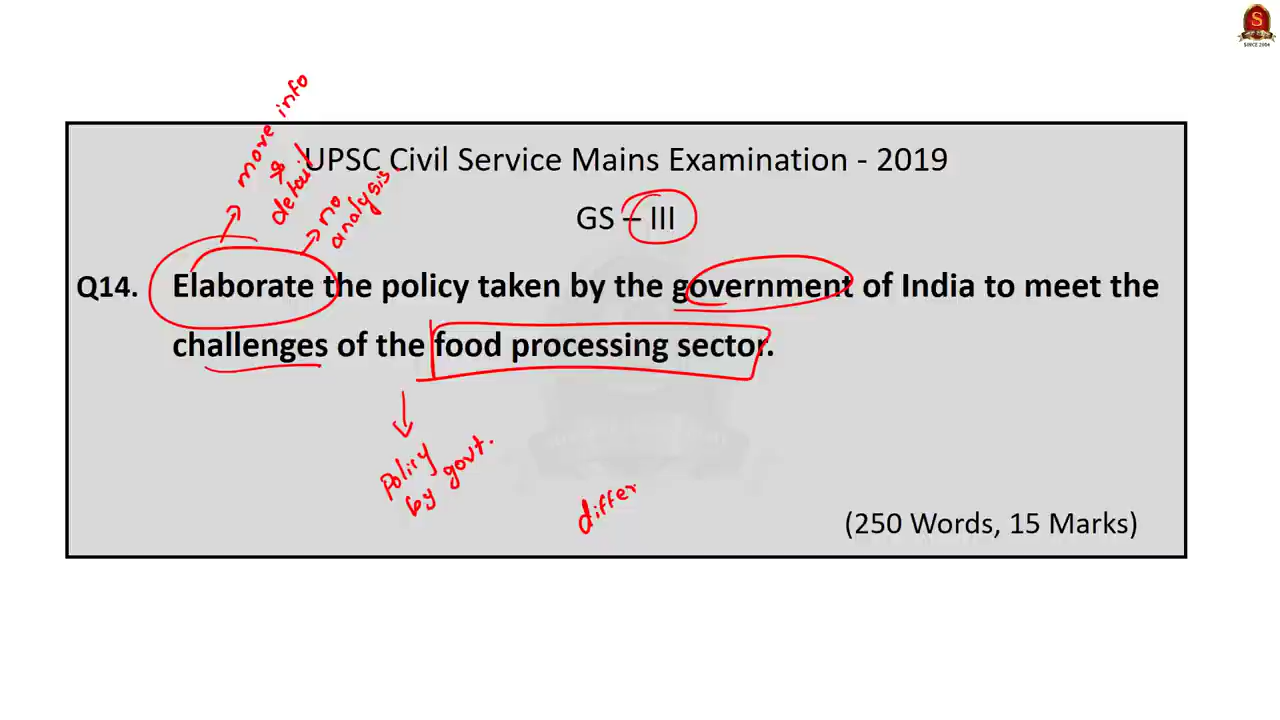 S
SINCE 2004
more info
&
detail
no
analysis.
UPSC Civil Service Mains Examination - 2019
GS – III
Q14. Elaborate the policy taken by the government of India to meet the
challenges of the food processing sector.
Policy
by govt.
differ
(250 Words, 15 Marks)